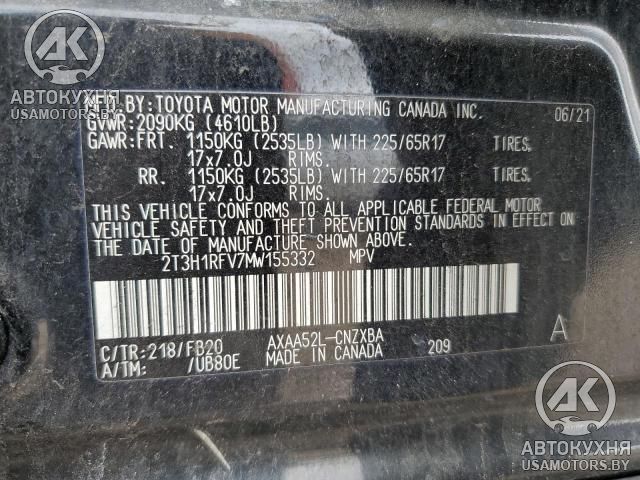 AK
АВТОКУХНЯ
USAMOTORS.BY
MFD.BY:TOYOTA MOTOR MANUFACTURING CANADA INC. 06/21
GVWR:2090KG (4610LB)
GAWR:FRT. 1150KG (2535LB) WITH 225/65R17 TIRES.
17x7.0J RIMS.
RR. 1150KG (2535LB) WITH 225/65R17 TIRES.
17x7.0J RIMS.
THIS VEHICLE CONFORMS TO ALL APPLICABLE FEDERAL MOTOR
VEHICLE SAFETY AND THEFT PREVENTION STANDARDS IN EFFECT ON
THE DATE OF MANUFACTURE SHOWN ABOVE.
2T3H1RFV7MW155332 MPV
C/TR:218/FB20 AXAA52L-CNZXBA A
A/TM: /UB80E MADE IN CANADA 209
AK
АВТОКУХНЯ
USAMOTORS.BY